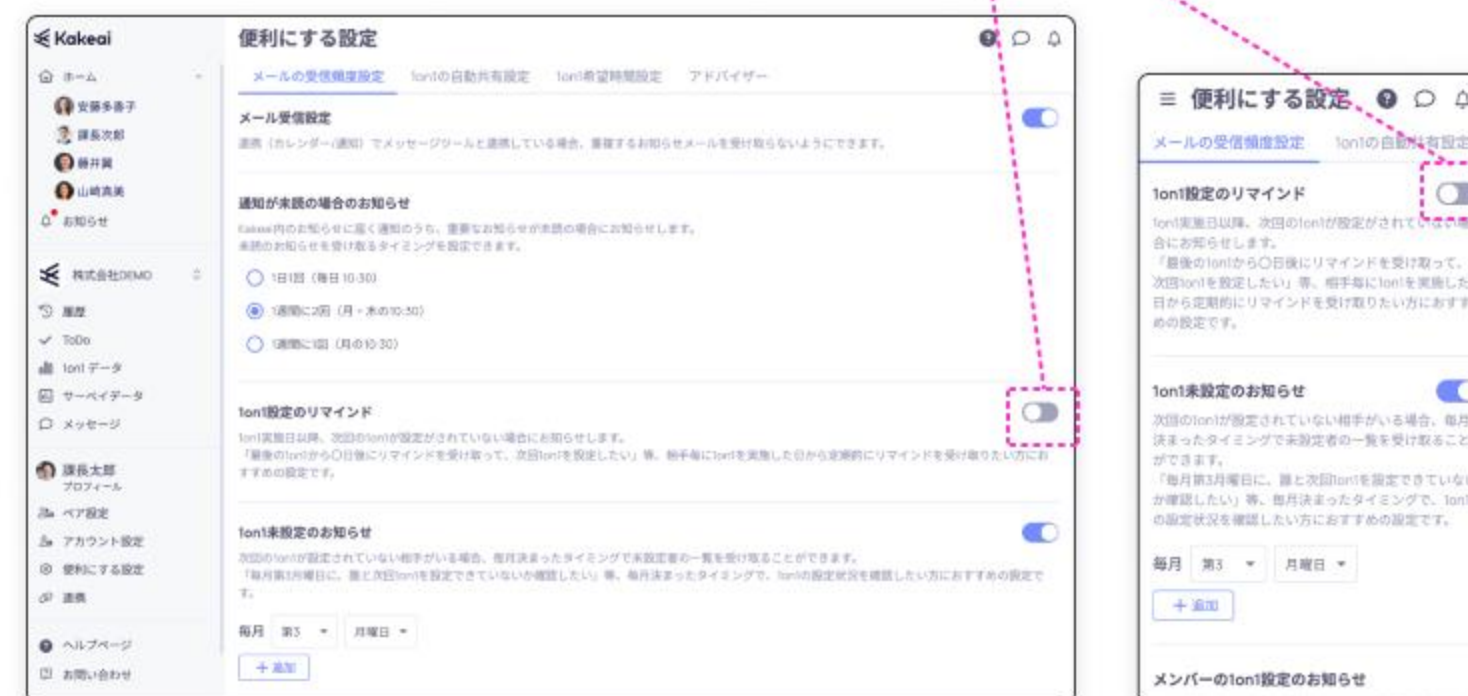 Kakeai
ホーム
安藤多喜子
課長次郎
藤井翼
山崎真美
お知らせ
株式会社DEMO
履歴
ToDo
1on1 データ
サーベイデータ
メッセージ
課長太郎
プロフィール
ペア設定
アカウント設定
便利にする設定
連携
ヘルプページ
お問い合わせ
便利にする設定
メールの受信頻度設定 1on1の自動共有設定 1on1希望時間設定 アドバイザー
メール受信設定
連携（カレンダー/通知）でメッセージツールと連携している場合、重複するお知らせメールを受け取らないようにできます。
通知が未読の場合のお知らせ
Kakeai内のお知らせに届く通知のうち、重要なお知らせが未読の場合にお知らせします。
未読のお知らせを受け取るタイミングを設定できます。
1日1回（毎日 10:30）
1週間に2回（月・木の10:30）
1週間に1回（月の10:30）
1on1設定のリマインド
1on1実施日以降、次回の1on1が設定がされていない場合にお知らせします。
「最後の1on1から〇日後にリマインドを受け取って、次回1on1を設定したい」等、相手毎に1on1を実施した日から定期的にリマインドを受け取りたい方にお
すすめの設定です。
1on1未設定のお知らせ
次回の1on1が設定されていない相手がいる場合、毎月決まったタイミングで未設定者の一覧を受け取ることができます。
「毎月第3月曜日に、誰と次回1on1を設定できていないか確認したい」等、毎月決まったタイミングで、1on1の設定状況を確認したい方におすすめの設定で
す。
毎月 第3 月曜日
＋追加
便利にする設定
メールの受信頻度設定 1on1の自動共有設定
1on1設定のリマインド
1on1実施日以降、次回の1on1が設定がされていない場
合にお知らせします。
「最後の1on1から〇日後にリマインドを受け取って、
次回1on1を設定したい」等、相手毎に1on1を実施した
日から定期的にリマインドを受け取りたい方におすす
めの設定です。
1on1未設定のお知らせ
次回の1on1が設定されていない相手がいる場合、毎月
決まったタイミングで未設定者の一覧を受け取ること
ができます。
「毎月第3月曜日に、誰と次回1on1を設定できていない
か確認したい」等、毎月決まったタイミングで、1on1
の設定状況を確認したい方におすすめの設定です。
毎月 第3 月曜日
＋追加
メンバーの1on1設定のお知らせ